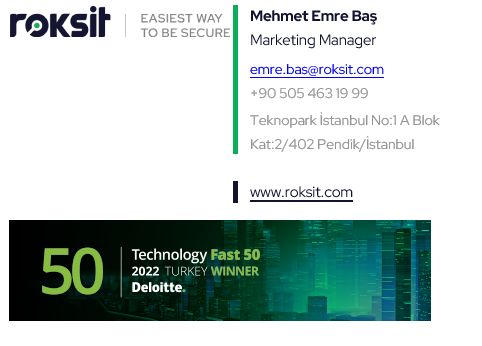 roksit
EASIEST WAY
TO BE SECURE
Mehmet Emre Baş
Marketing Manager
emre.bas@roksit.com
+90 505 463 19 99
Teknopark İstanbul No:1 A Blok
Kat:2/402 Pendik/İstanbul
www.roksit.com
50
Technology Fast 50
2022 TURKEY WINNER
Deloitte.